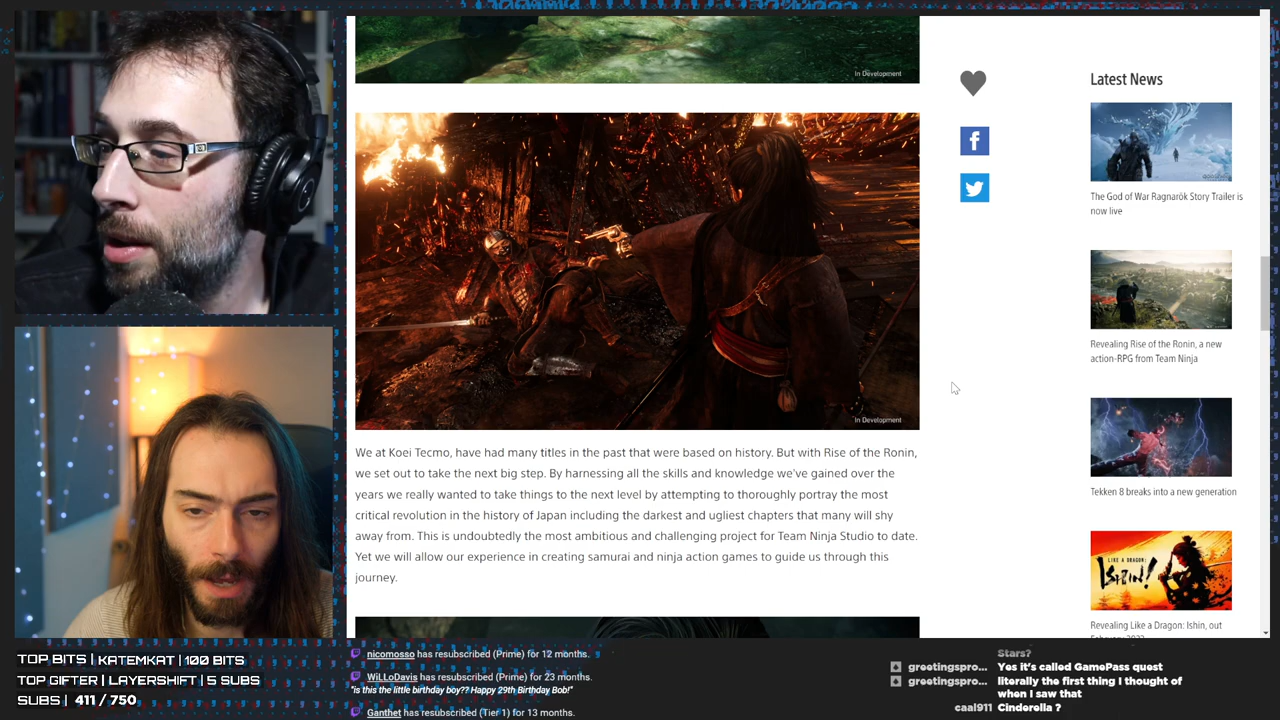 In Development
In Development
We at Koei Tecmo, have had many titles in the past that were based on history. But with Rise of the Ronin,
we set out to take the next big step. By harnessing all the skills and knowledge we've gained over the
years we really wanted to take things to the next level by attempting to thoroughly portray the most
critical revolution in the history of Japan including the darkest and ugliest chapters that many will shy
away from. This is undoubtedly the most ambitious and challenging project for Team Ninja Studio to date.
Yet we will allow our experience in creating samurai and ninja action games to guide us through this
journey.
Latest News
The God of War Ragnarök Story Trailer is
now live
Revealing Rise of the Ronin, a new
action-RPG from Team Ninja
Tekken 8 breaks into a new generation
LIKE A DRAGON:
ISHIN!
Revealing Like a Dragon: Ishin, out
February 2023
TOP BITS | KATEMKAT | 100 BITS
TOP GIFTER | LAYERSHIFT | 5 SUBS
SUBS | 411 / 750
nicomosso has resubscribed (Prime) for 12 months.
WiLLoDavis has resubscribed (Prime) for 23 months.
"is this the little birthday boy?? Happy 29th Birthday Bob!"
Ganthet has resubscribed (Tier 1) for 13 months.
Stars?
greetingspro... Yes it's called GamePass quest
greetingspro... literally the first thing I thought of
when I saw that
caal911 Cinderella ?